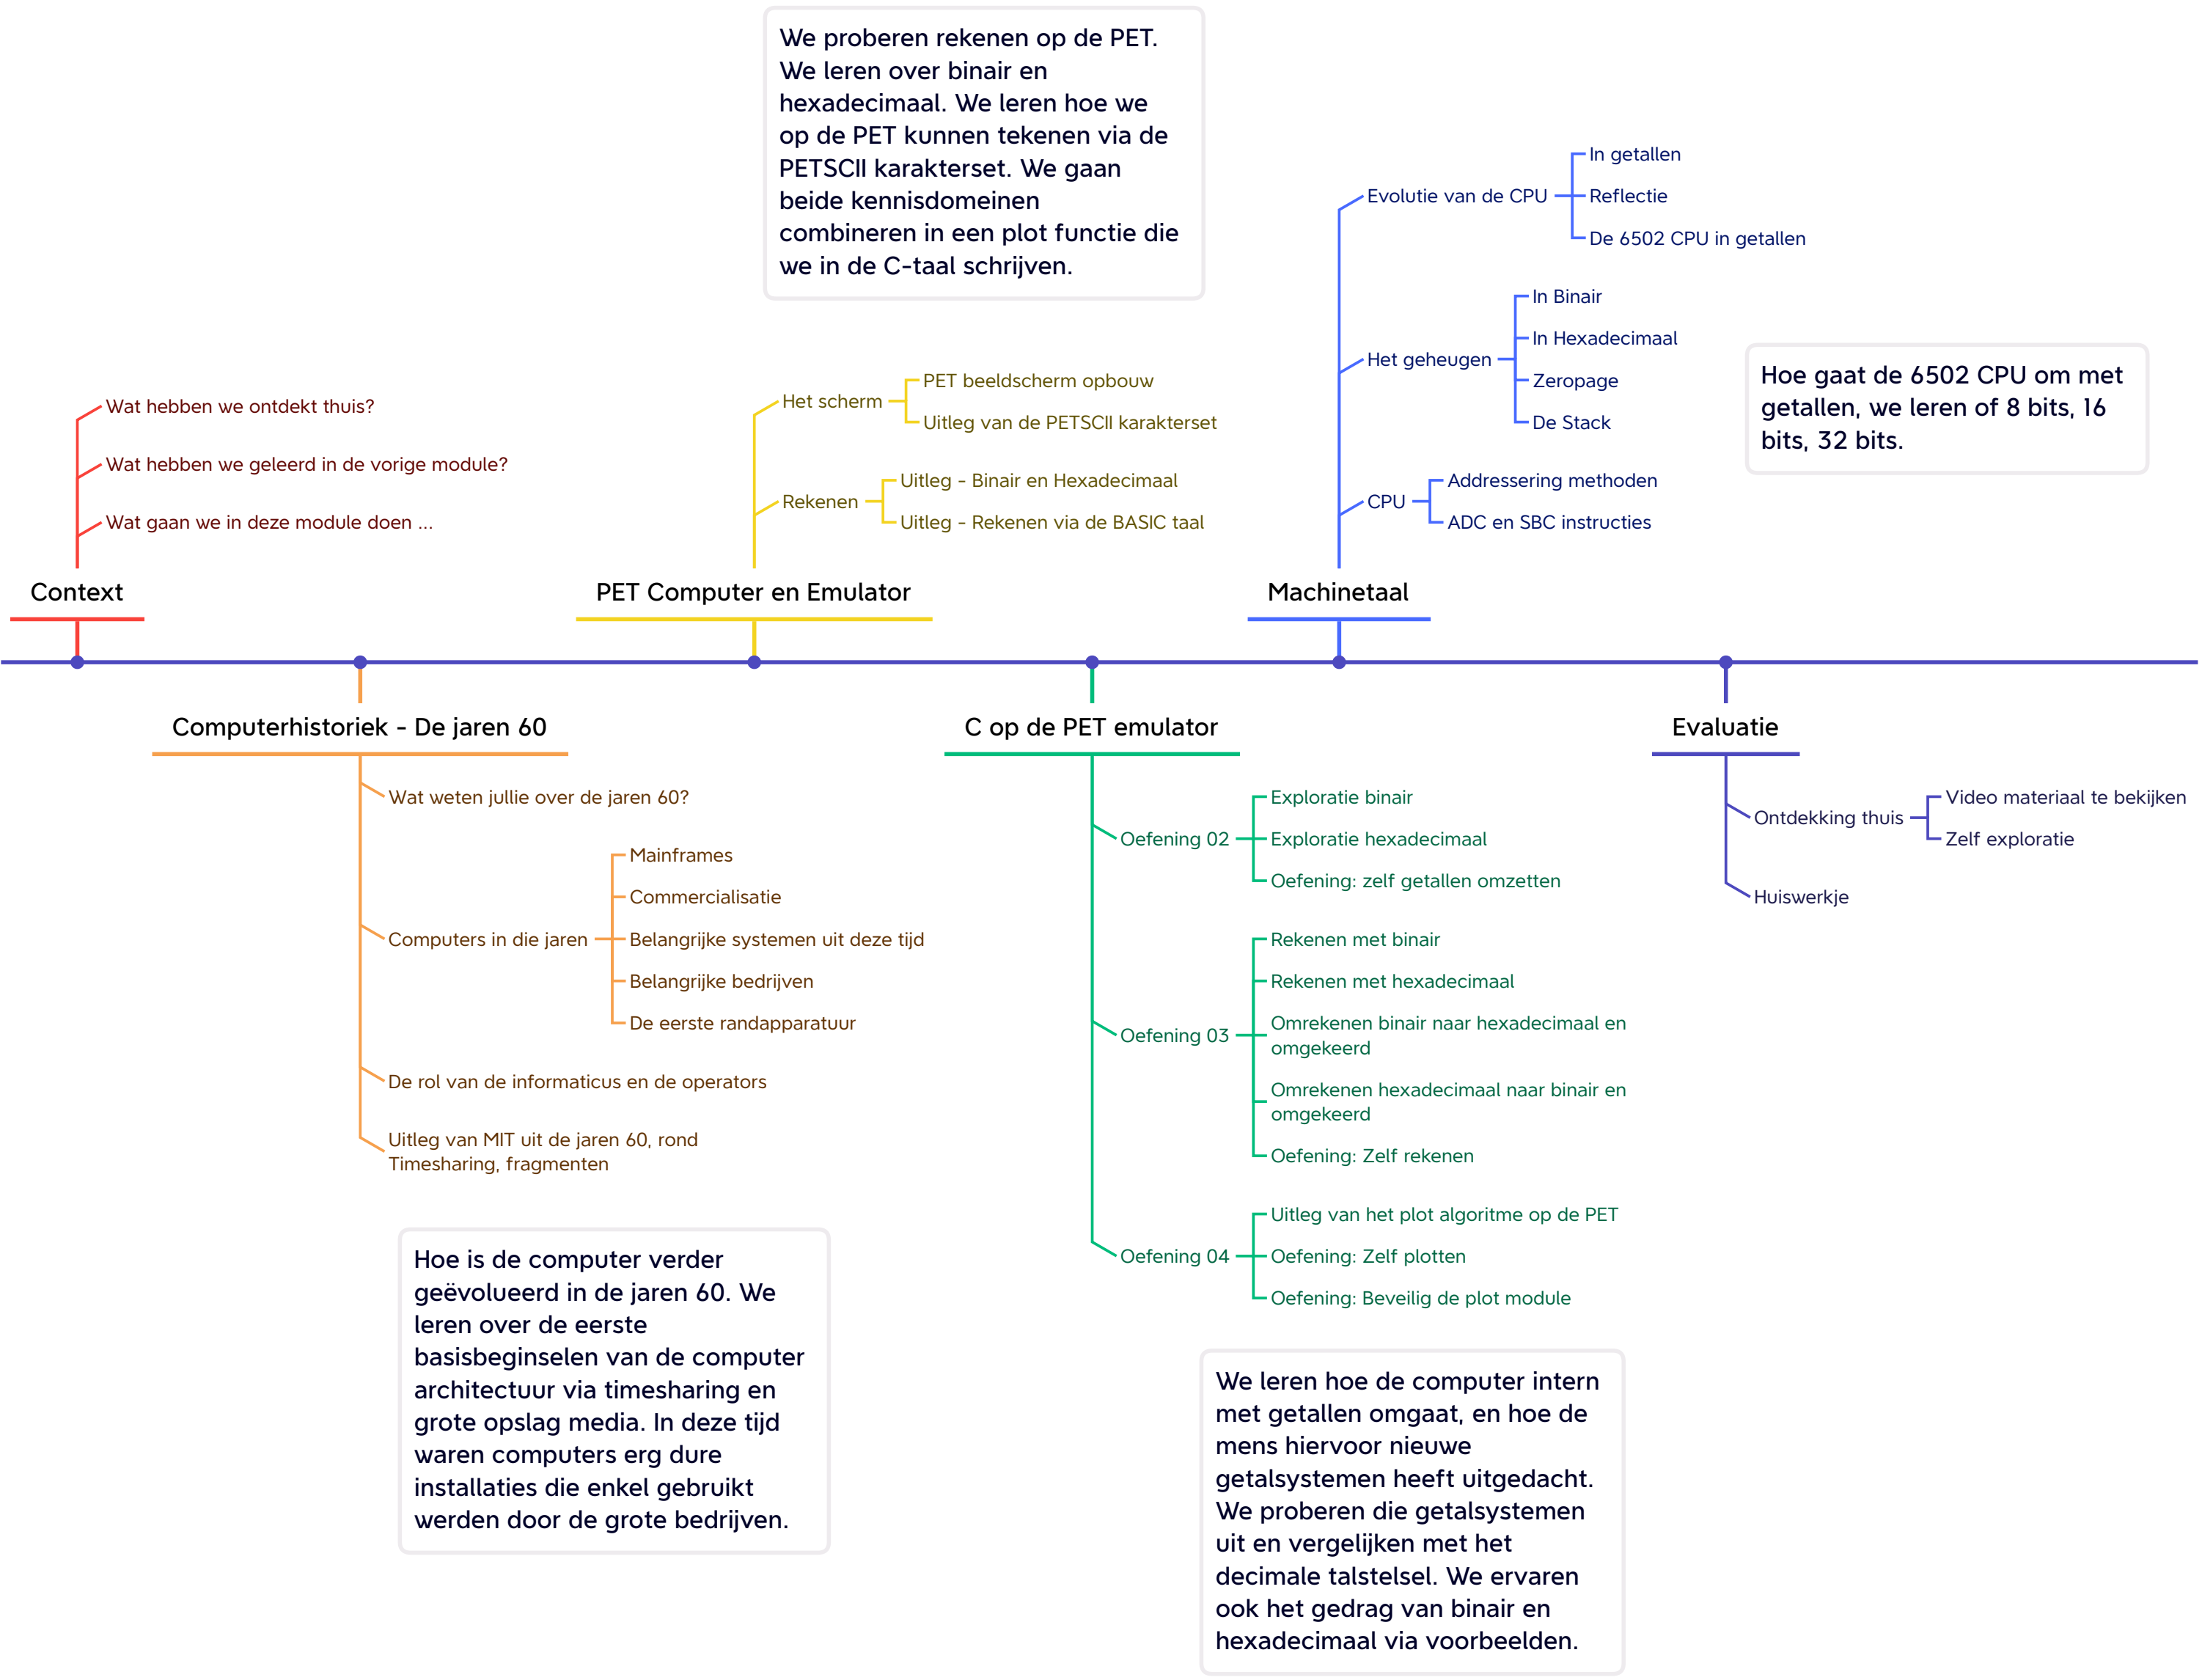 We proberen rekenen op de PET.
We leren over binair en
hexadecimaal. We leren hoe we
op de PET kunnen tekenen via de
PETSCII karakterset. We gaan
beide kennisdomeinen
combineren in een plot functie die
we in de C-taal schrijven.
Context
Wat hebben we ontdekt thuis?
Wat hebben we geleerd in de vorige module?
Wat gaan we in deze module doen ...
Computerhistoriek - De jaren 60
Wat weten jullie over de jaren 60?
Computers in die jaren
Mainframes
Commercialisatie
Belangrijke systemen uit deze tijd
Belangrijke bedrijven
De eerste randapparatuur
De rol van de informaticus en de operators
Uitleg van MIT uit de jaren 60, rond
Timesharing, fragmenten
Hoe is de computer verder
geëvolueerd in de jaren 60. We
leren over de eerste
basisbeginselen van de computer
architectuur via timesharing en
grote opslag media. In deze tijd
waren computers erg dure
installaties die enkel gebruikt
werden door de grote bedrijven.
PET Computer en Emulator
Het scherm
PET beeldscherm opbouw
Uitleg van de PETSCII karakterset
Rekenen
Uitleg - Binair en Hexadecimaal
Uitleg - Rekenen via de BASIC taal
C op de PET emulator
Oefening 02
Exploratie binair
Exploratie hexadecimaal
Oefening: zelf getallen omzetten
Oefening 03
Rekenen met binair
Rekenen met hexadecimaal
Omrekenen binair naar hexadecimaal en
omgekeerd
Omrekenen hexadecimaal naar binair en
omgekeerd
Oefening: Zelf rekenen
Oefening 04
Uitleg van het plot algoritme op de PET
Oefening: Zelf plotten
Oefening: Beveilig de plot module
We leren hoe de computer intern
met getallen omgaat, en hoe de
mens hiervoor nieuwe
getalsystemen heeft uitgedacht.
We proberen die getalsystemen
uit en vergelijken met het
decimale talstelsel. We ervaren
ook het gedrag van binair en
hexadecimaal via voorbeelden.
Machinetaal
Evolutie van de CPU
In getallen
Reflectie
De 6502 CPU in getallen
Het geheugen
In Binair
In Hexadecimaal
Zeropage
De Stack
CPU
Addressering methoden
ADC en SBC instructies
Hoe gaat de 6502 CPU om met
getallen, we leren of 8 bits, 16
bits, 32 bits.
Evaluatie
Ontdekking thuis
Video materiaal te bekijken
Zelf exploratie
Huiswerkje